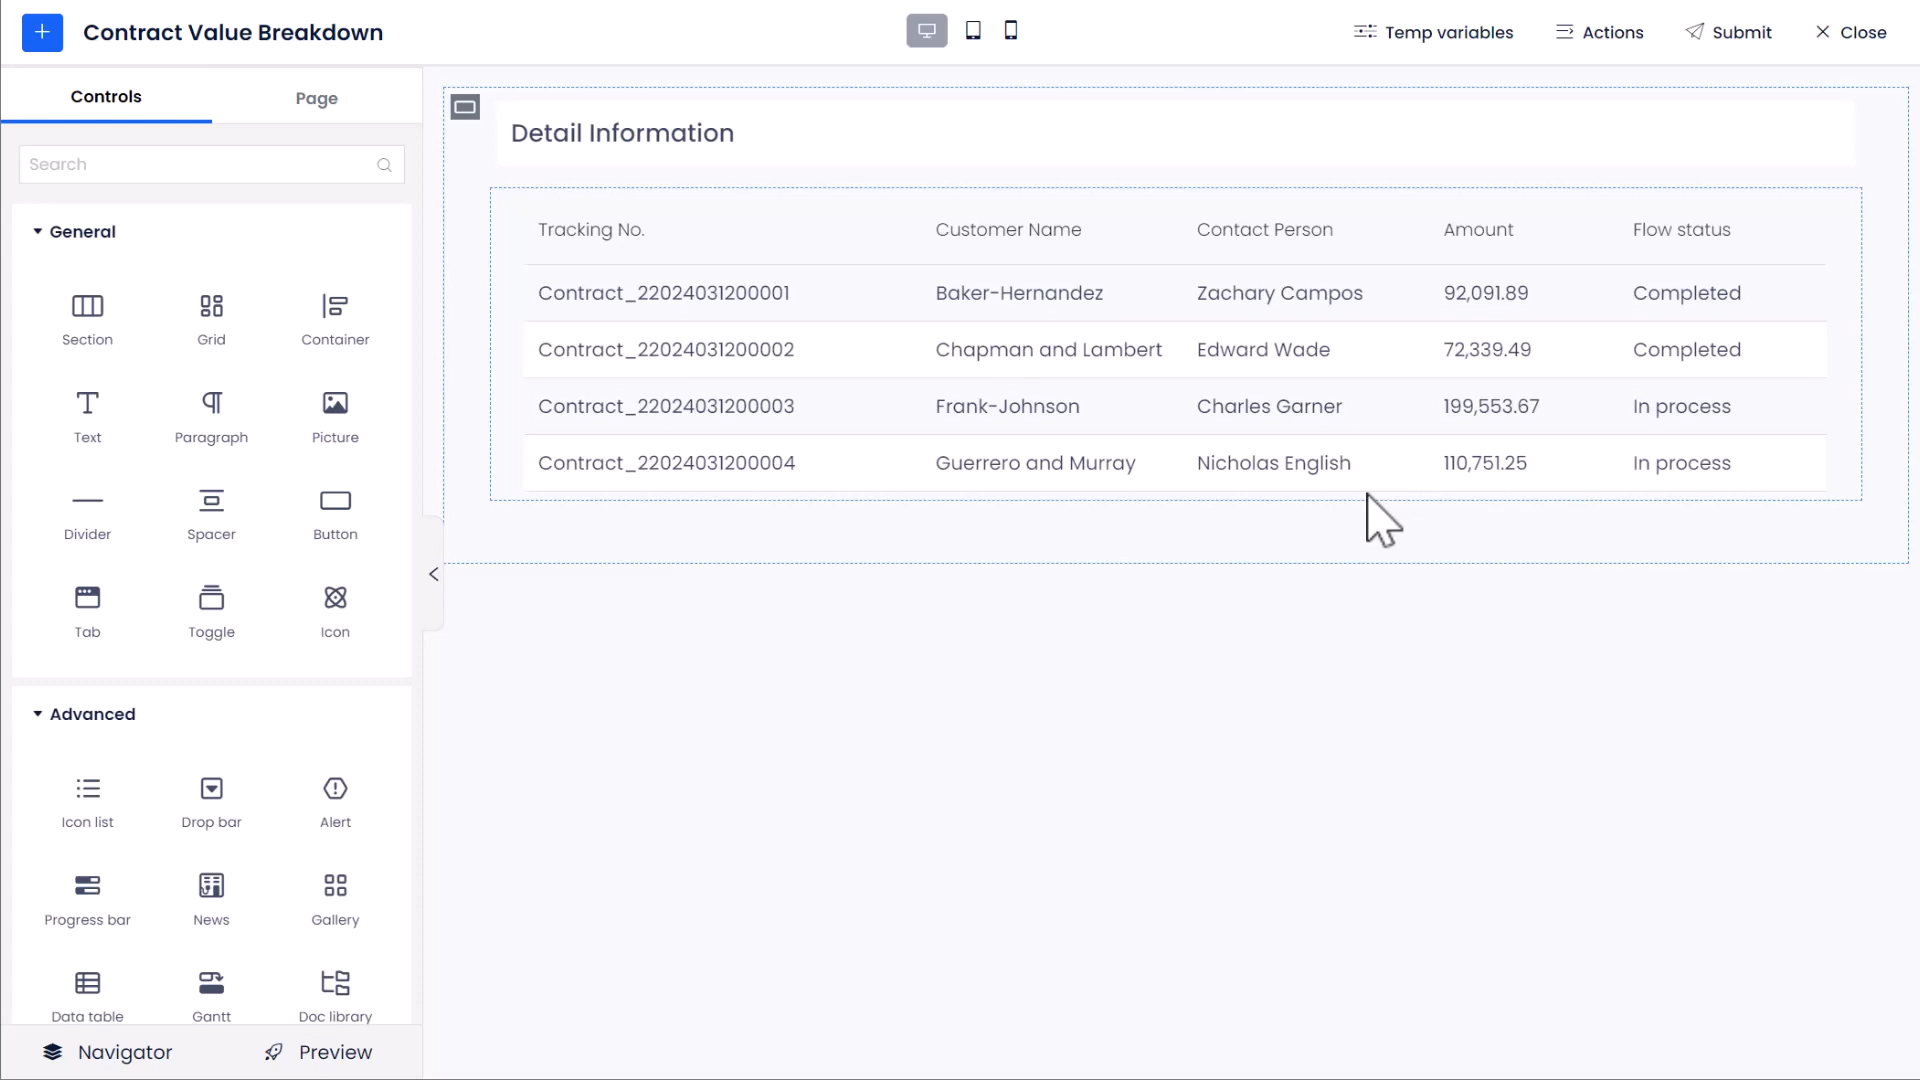 Contract Value Breakdown
Temp variables
Actions
Submit
Close
Controls
Page
Search
General
Section
Grid
Container
Text
Paragraph
Picture
Divider
Spacer
Button
Tab
Toggle
Icon
Advanced
Icon list
Drop bar
Alert
Progress bar
News
Gallery
Data table
Gantt
Doc library
Navigator
Preview
Detail Information
Tracking No. Customer Name Contact Person Amount Flow status
Contract_22024031200001 Baker-Hernandez Zachary Campos 92,091.89 Completed
Contract_22024031200002 Chapman and Lambert Edward Wade 72,339.49 Completed
Contract_22024031200003 Frank-Johnson Charles Garner 199,553.67 In process
Contract_22024031200004 Guerrero and Murray Nicholas English 110,751.25 In process